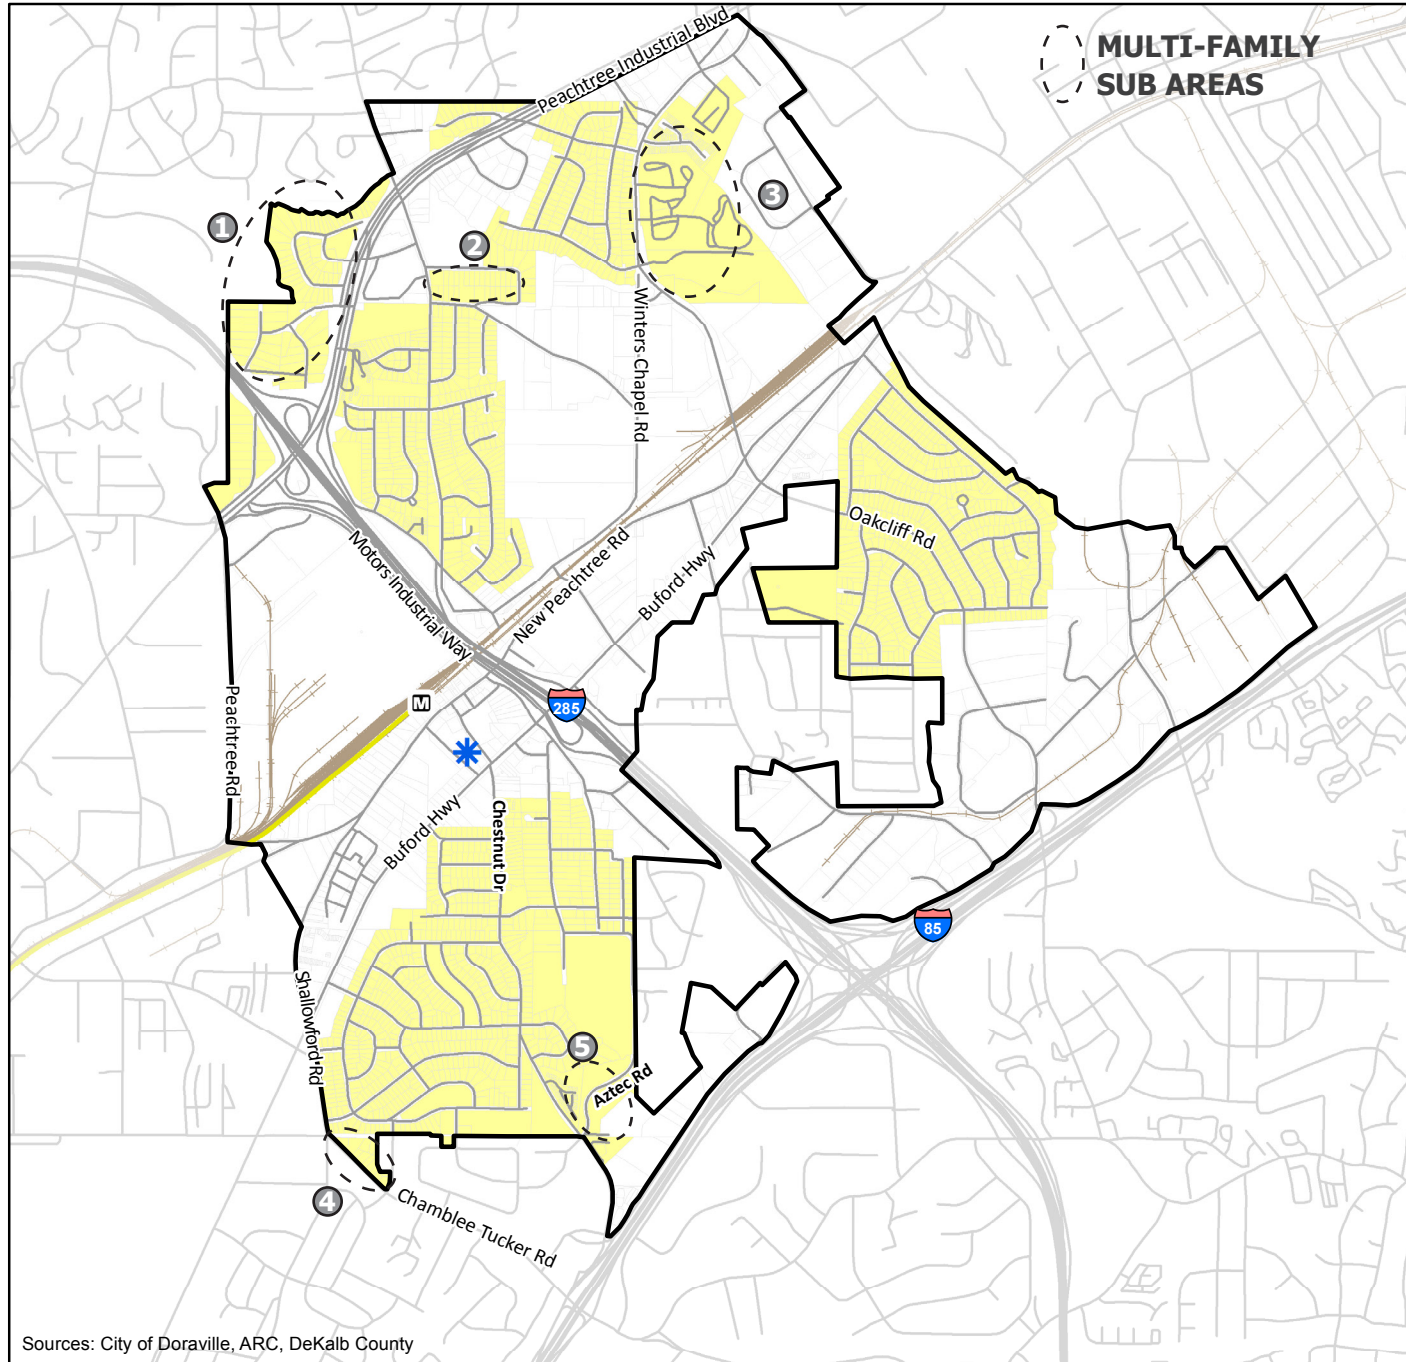 MULTI-FAMILY
SUB AREAS
Peachtree Industrial Blvd
1
2
3
Winters Chapel Rd
Oakcliff Rd
Motors Industrial Way
New Peachtree Rd
Buford Hwy
Peachtree Rd
M
285
Buford Hwy
Chestnut Dr
85
Shallowford Rd
5
Aztec Rd
4
Chamblee Tucker Rd
Sources: City of Doraville, ARC, DeKalb County